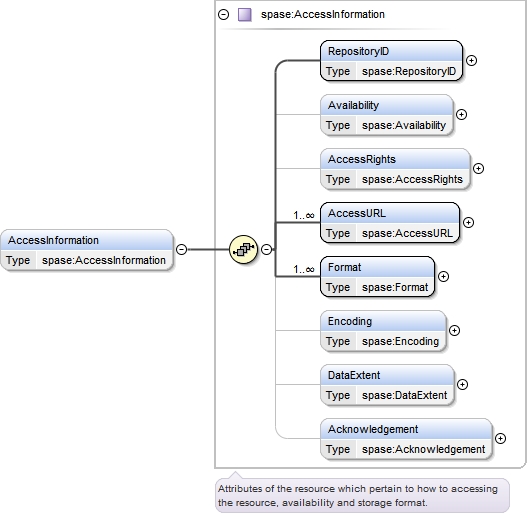 spase:AccessInformation
RepositoryID
Type spase:RepositoryID
Availability
Type spase:Availability
AccessRights
Type spase:AccessRights
1..∞
AccessURL
Type spase:AccessURL
AccessInformation
Type spase:AccessInformation
1..∞
Format
Type spase:Format
Encoding
Type spase:Encoding
DataExtent
Type spase:DataExtent
Acknowledgement
Type spase:Acknowledgement
Attributes of the resource which pertain to how to accessing
the resource, availability and storage format.